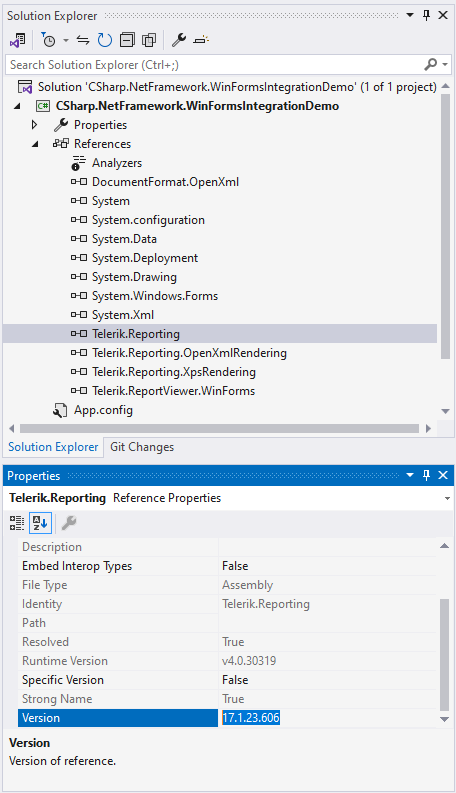 Solution Explorer
Search Solution Explorer (Ctrl+;)
Solution 'CSharp.NetFramework.WinFormsIntegrationDemo' (1 of 1 project)
C# CSharp.NetFramework.WinFormsIntegrationDemo
Properties
References
Analyzers
DocumentFormat.OpenXml
System
System.configuration
System.Data
System.Deployment
System.Drawing
System.Windows.Forms
System.Xml
Telerik.Reporting
Telerik.Reporting.OpenXmlRendering
Telerik.Reporting.XpsRendering
Telerik.ReportViewer.WinForms
App.config
Solution Explorer Git Changes
Properties
Telerik.Reporting Reference Properties
Description
Embed Interop Types False
File Type Assembly
Identity Telerik.Reporting
Path
Resolved True
Runtime Version v4.0.30319
Specific Version False
Strong Name True
Version 17.1.23.606
Version
Version of reference.